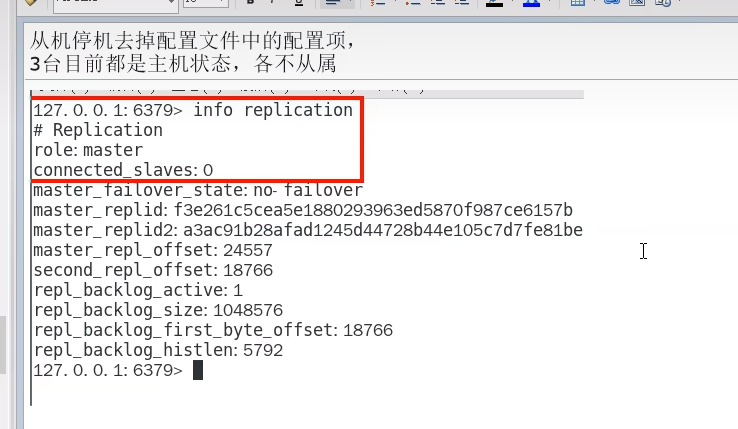 从机停机去掉配置文件中的配置项，
3台目前都是主机状态，各不从属
127.0.0.1:6379> info replication
# Replication
role:master
connected_slaves:0
master_failover_state:no-failover
master_replid:f3e261c5cea5e1880293963ed5870f987ce6157b
master_replid2:a3ac91b28afad1245d44728b44e105c7d7fe81be
master_repl_offset:24557
second_repl_offset:18766
repl_backlog_active:1
repl_backlog_size:1048576
repl_backlog_first_byte_offset:18766
repl_backlog_histlen:5792
127.0.0.1:6379>